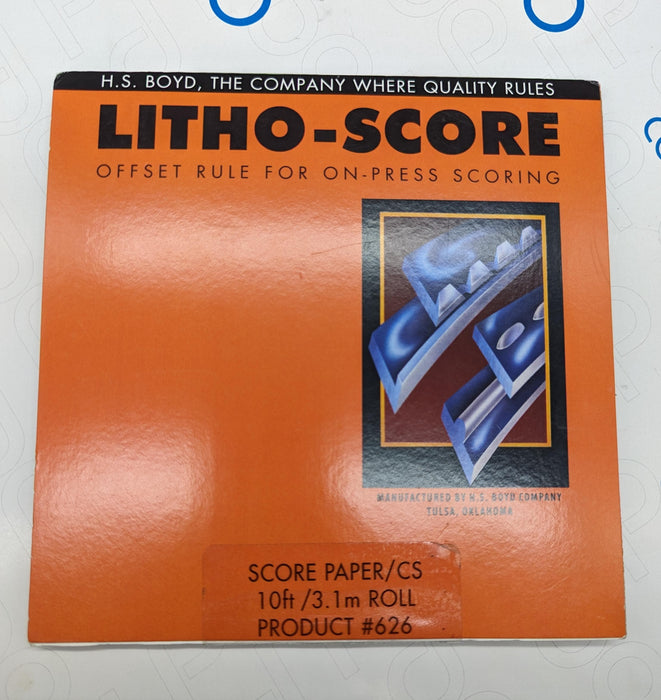 H.S. BOYD, THE COMPANY WHERE QUALITY RULES
LITHO-SCORE
OFFSET RULE FOR ON-PRESS SCORING
MANUFACTURED BY H.S. BOYD COMPANY
TULSA, OKLAHOMA
SCORE PAPER/CS
10ft /3.1m ROLL
PRODUCT #626